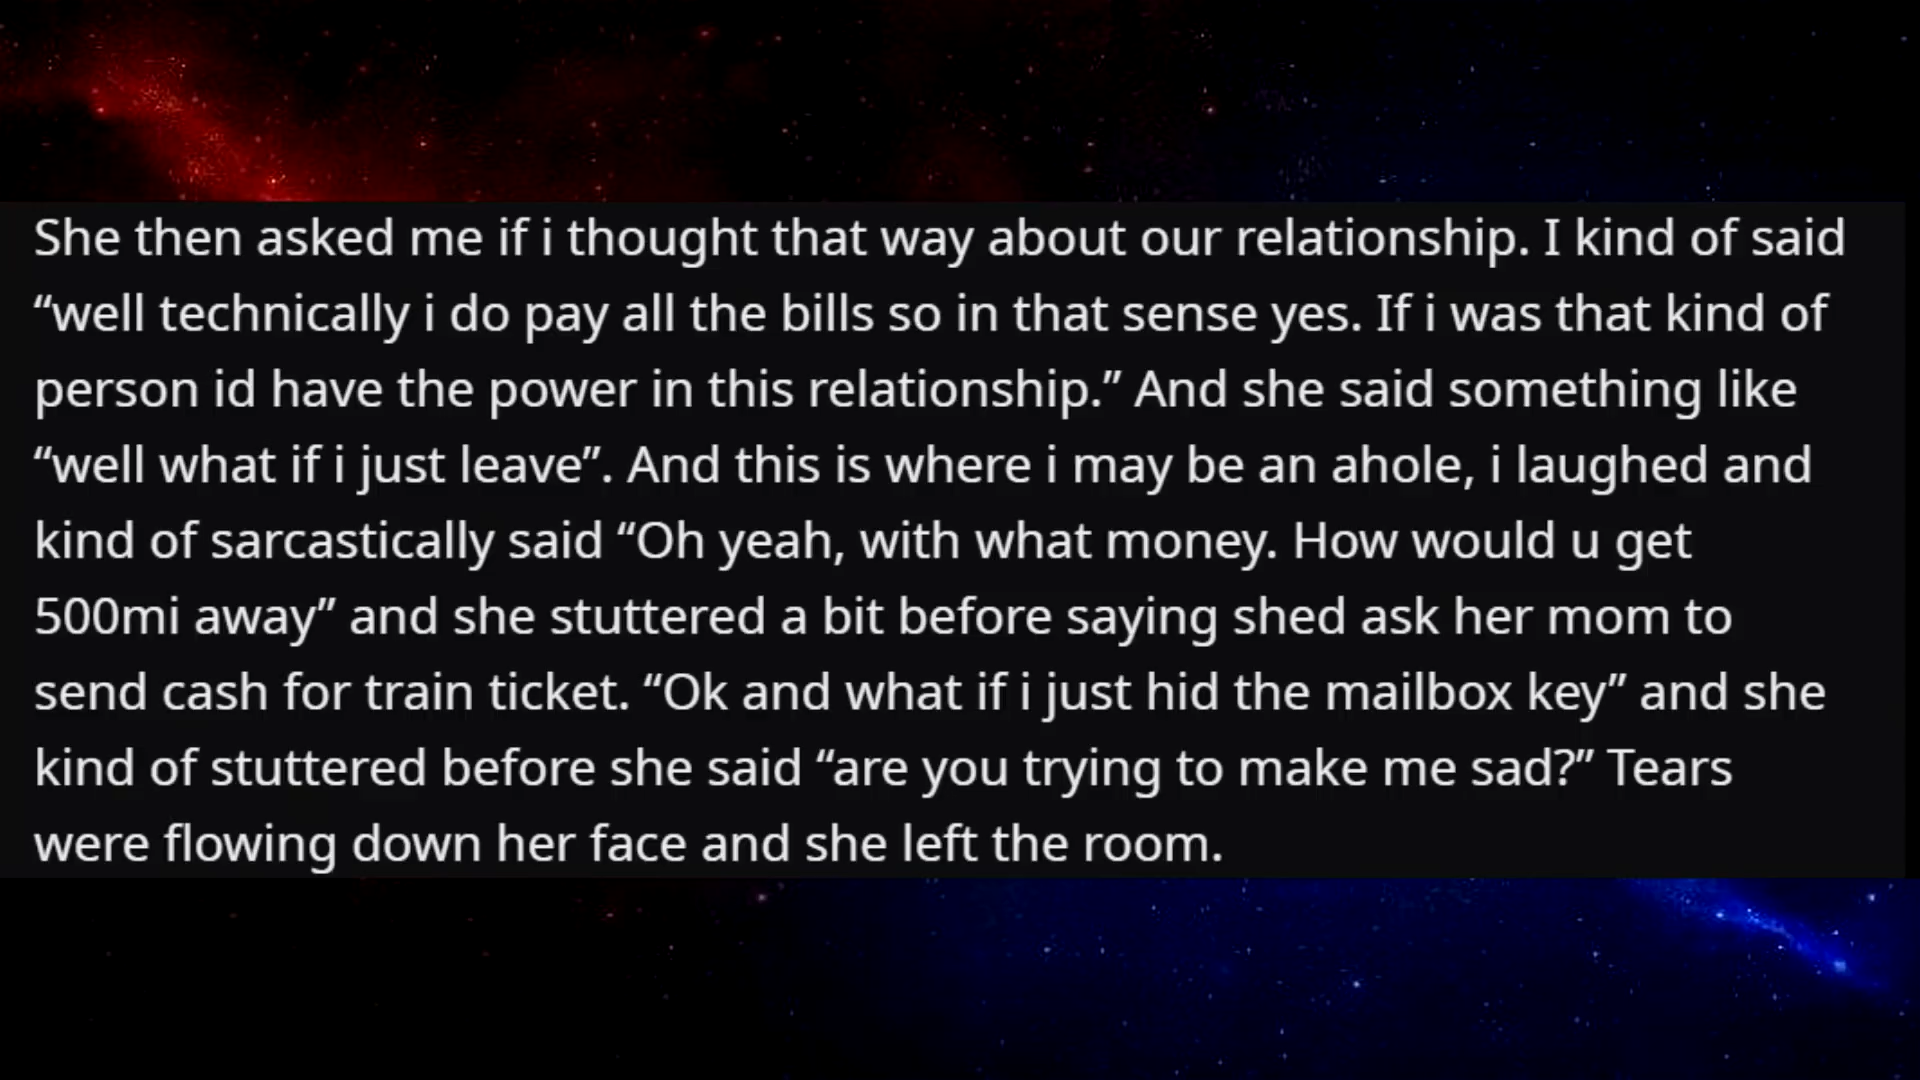 She then asked me if i thought that way about our relationship. I kind of said
“well technically i do pay all the bills so in that sense yes. If i was that kind of
person id have the power in this relationship.” And she said something like
“well what if i just leave”. And this is where i may be an ahole, i laughed and
kind of sarcastically said “Oh yeah, with what money. How would u get
500mi away” and she stuttered a bit before saying shed ask her mom to
send cash for train ticket. “Ok and what if i just hid the mailbox key” and she
kind of stuttered before she said “are you trying to make me sad?” Tears
were flowing down her face and she left the room.